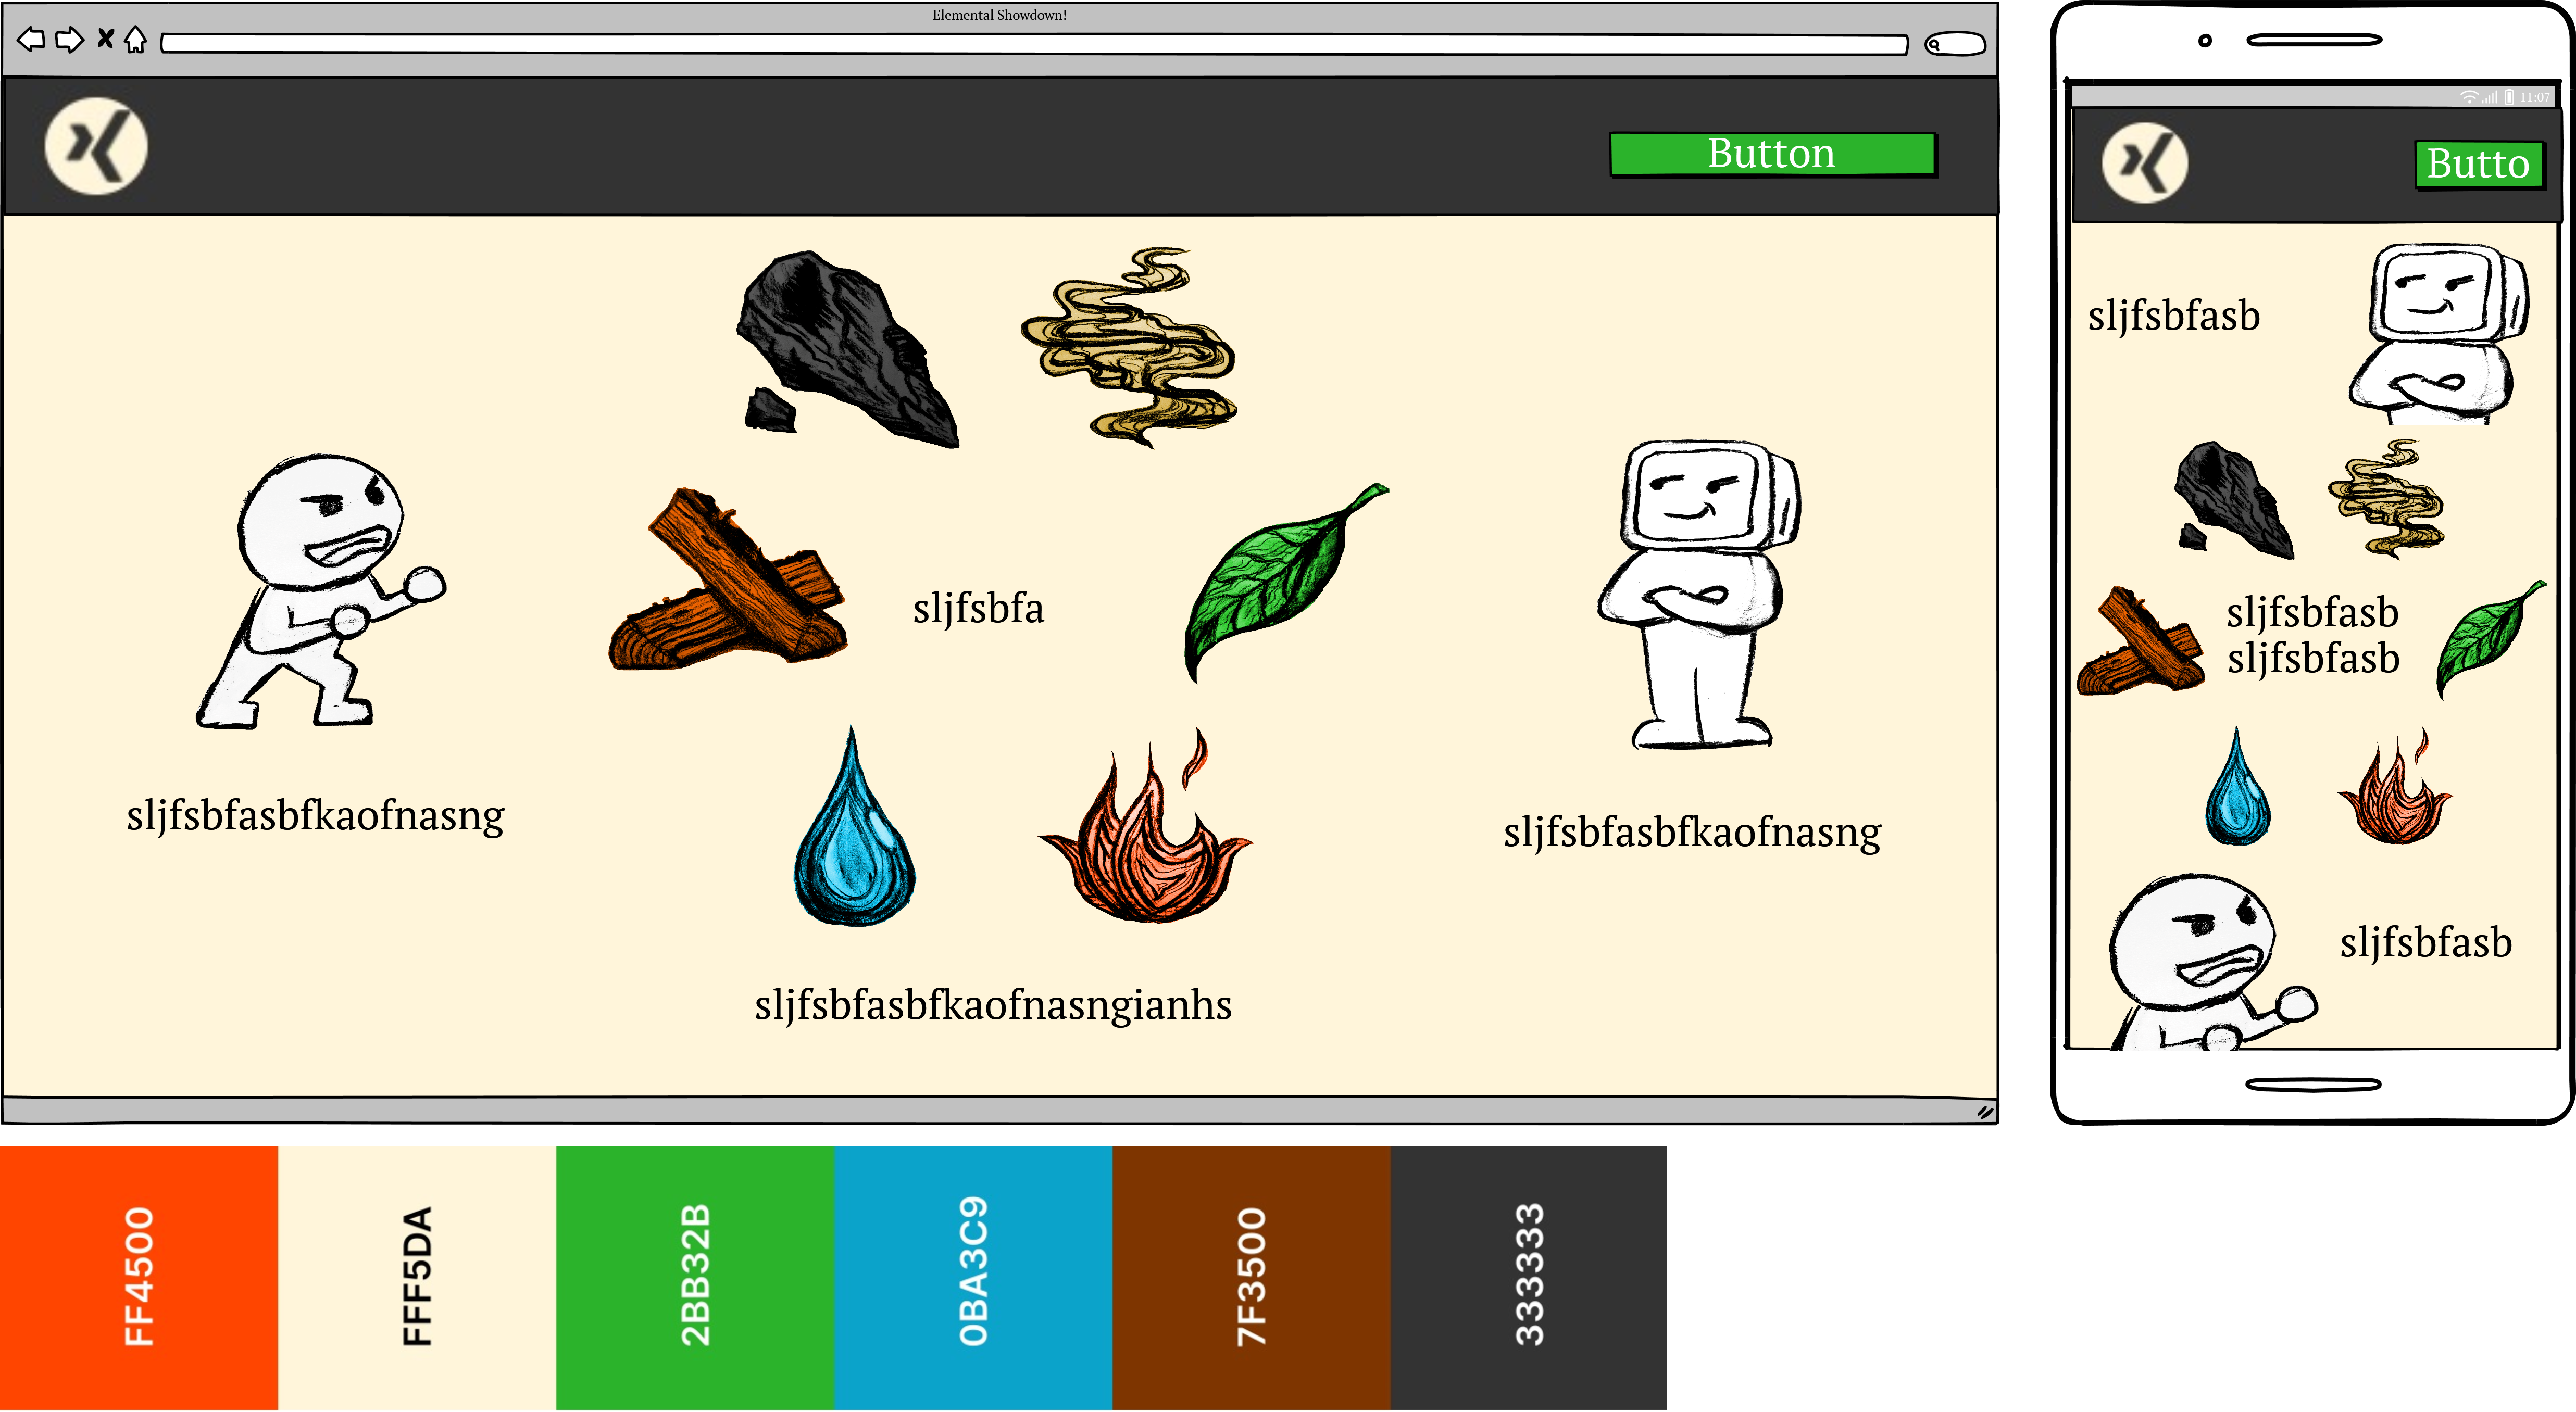 Elemental Showdown!
Button
sljfsbfa
sljfsbfasbfkaofnasng
sljfsbfasbfkaofnasng
sljfsbfasbfkaofnasngianhs
11:07
Butto
sljfsbfasb
sljfsbfasb
sljfsbfasb
sljfsbfasb
FF4500
FFF5DA
2BB32B
0BA3C9
7F3500
333333